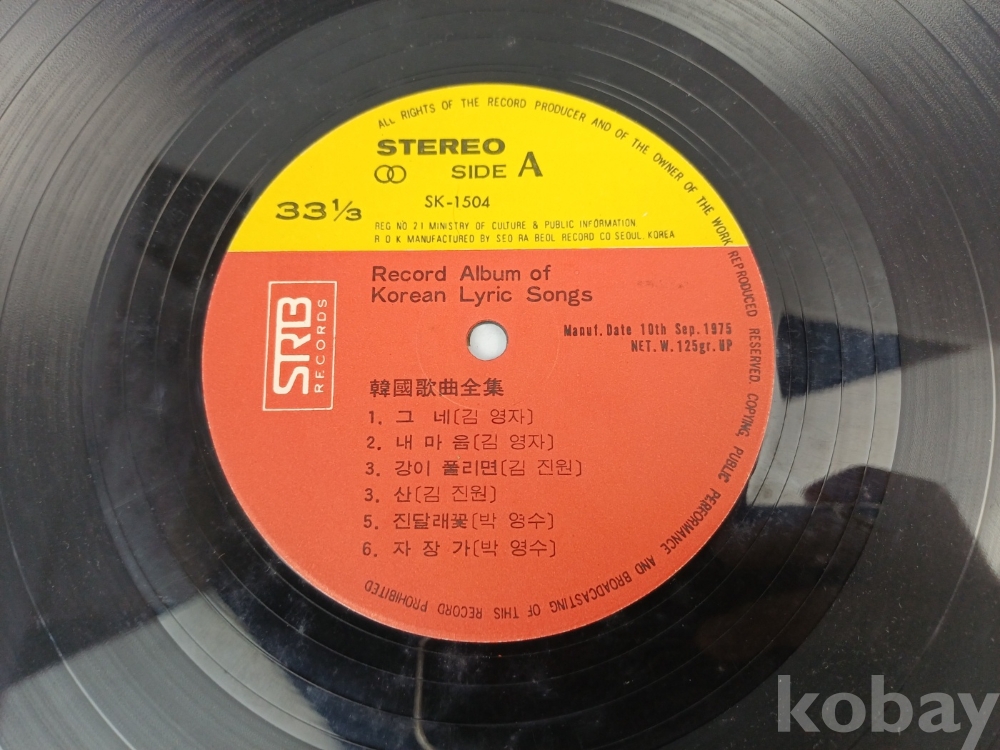 ALL RIGHTS OF THE RECORD PRODUCER AND OF THE OWNER OF THE WORK REPRODUCED RESERVED. COPYING, PUBLIC PERFORMANCE AND BROADCASTING OF THIS RECORD PROHIBITED
STEREO
SIDE A
33 1/3
SK-1504
REG NO 21 MINISTRY OF CULTURE & PUBLIC INFORMATION
R O K MANUFACTURED BY SEO RA BEOL RECORD CO SEOUL, KOREA
Record Album of
Korean Lyric Songs
SRB
RECORDS
Manuf. Date 10th Sep. 1975
NET. W. 125gr. UP
韓國歌曲全集
1. 그 네(김 영자)
2. 내 마 음(김 영자)
3. 강이 풀리면(김 진원)
3. 산(김 진원)
5. 진달래꽃(박 영수)
6. 자 장 가(박 영수)
kobay